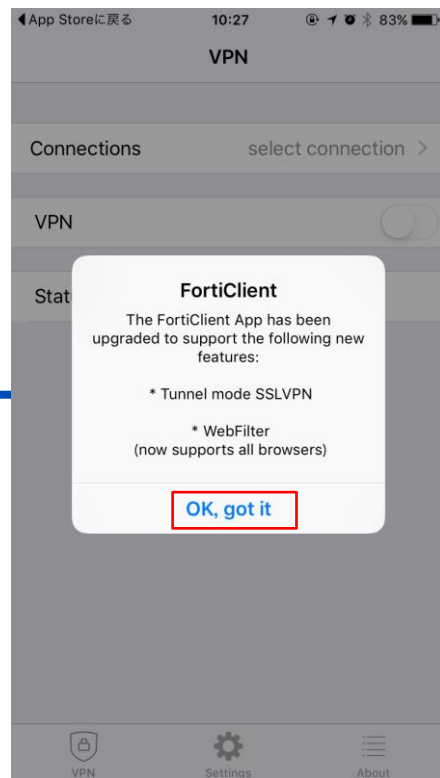 App Storeに戻る 10:27 83%
VPN
Connections select connection
VPN
Stat
FortiClient
The FortiClient App has been
upgraded to support the following new
features:
* Tunnel mode SSLVPN
* WebFilter
(now supports all browsers)
OK, got it
VPN Settings About